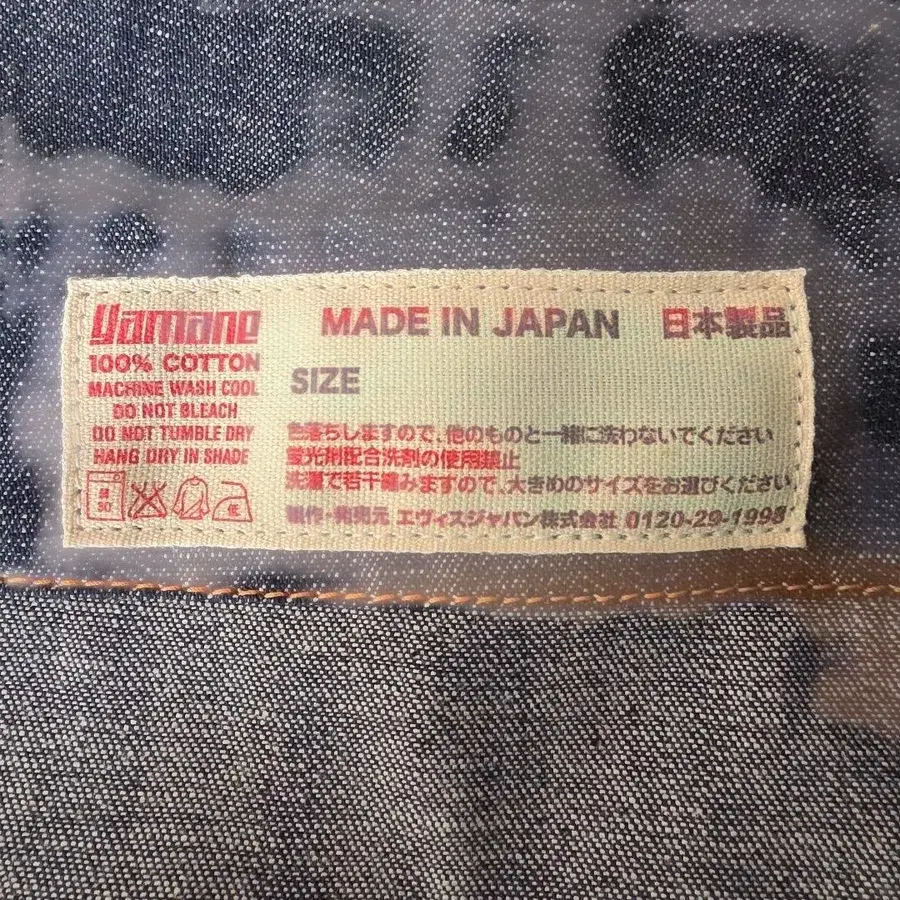 yamane
100% COTTON
MACHINE WASH COOL
DO NOT BLEACH
DO NOT TUMBLE DRY
HANG DRY IN SHADE
30
低
MADE IN JAPAN 日本製品
SIZE
色落ちしますので、他のものと一緒に洗わないでください
蛍光剤配合洗剤の使用禁止
洗濯で若干縮みますので、大きめのサイズをお選びください
製作・発売元 エヴィスジャパン株式会社 0120-29-1998